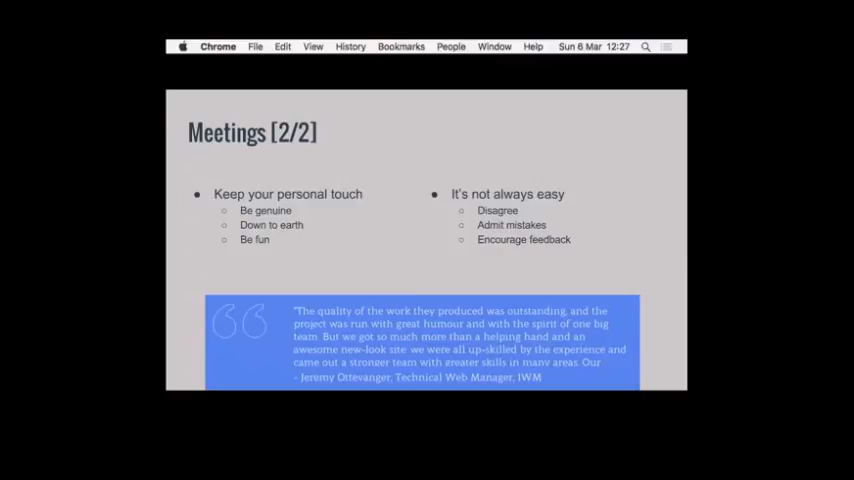 Chrome File Edit View History Bookmarks People Window Help Sun 6 Mar 12:27
Meetings [2/2]
● Keep your personal touch
○ Be genuine
○ Down to earth
○ Be fun
● It's not always easy
○ Disagree
○ Admit mistakes
○ Encourage feedback
"The quality of the work they produced was outstanding, and the
project was run with great humour and with the spirit of one big
team. But we got so much more than a helping hand and an
awesome new-look site: we were all up-skilled by the experience and
came out a stronger team with greater skills in many areas. Our
- Jeremy Ottevanger, Technical Web Manager, IWM